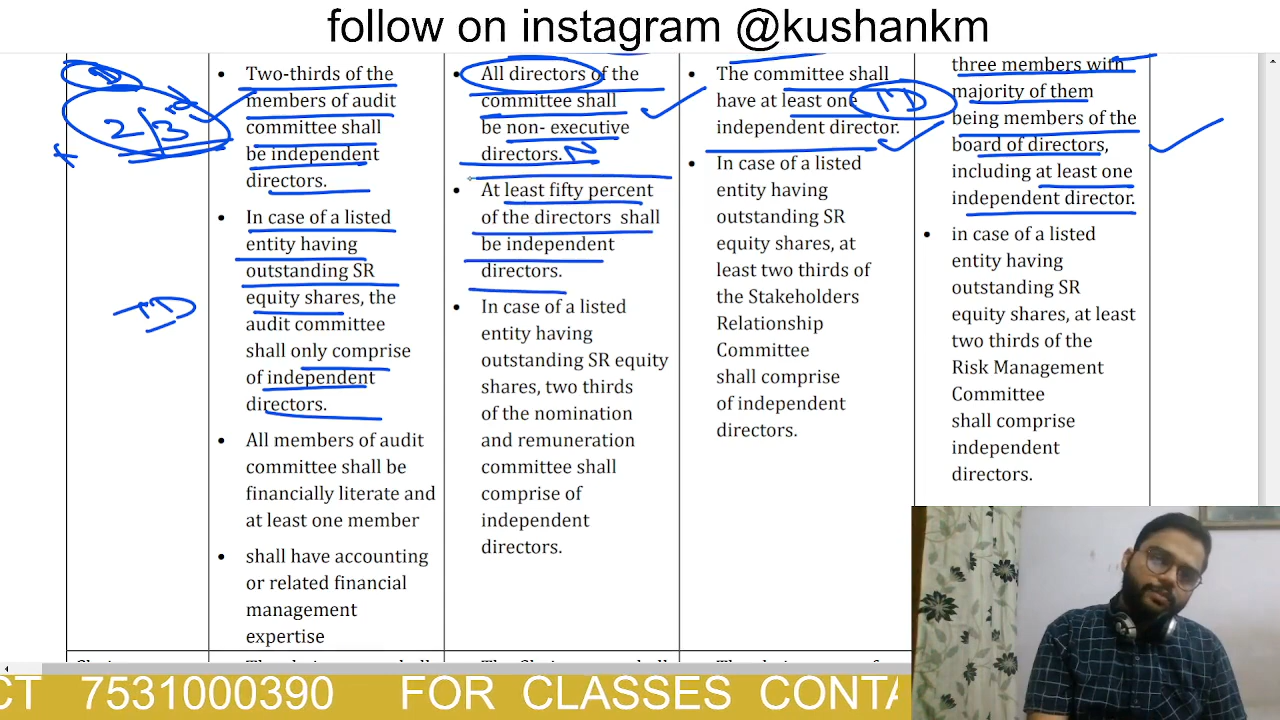 follow on instagram @kushankm
ID
2/3
ID
• Two-thirds of the
members of audit
committee shall
be independent
directors.
• In case of a listed
entity having
outstanding SR
equity shares, the
audit committee
shall only comprise
of independent
directors.
• All members of audit
committee shall be
financially literate and
at least one member
• shall have accounting
or related financial
management
expertise
• All directors of the
committee shall
be non- executive
directors.
• At least fifty percent
of the directors shall
be independent
directors.
• In case of a listed
entity having
outstanding SR equity
shares, two thirds
of the nomination
and remuneration
committee shall
comprise of
independent
directors.
• The committee shall
have at least one ID
independent director.
• In case of a listed
entity having
outstanding SR
equity shares, at
least two thirds of
the Stakeholders
Relationship
Committee
shall comprise
of independent
directors.
three members with
majority of them
being members of the
board of directors,
including at least one
independent director.
• in case of a listed
entity having
outstanding SR
equity shares, at least
two thirds of the
Risk Management
Committee
shall comprise
independent
directors.
CT 7531000390 FOR CLASSES CONTA